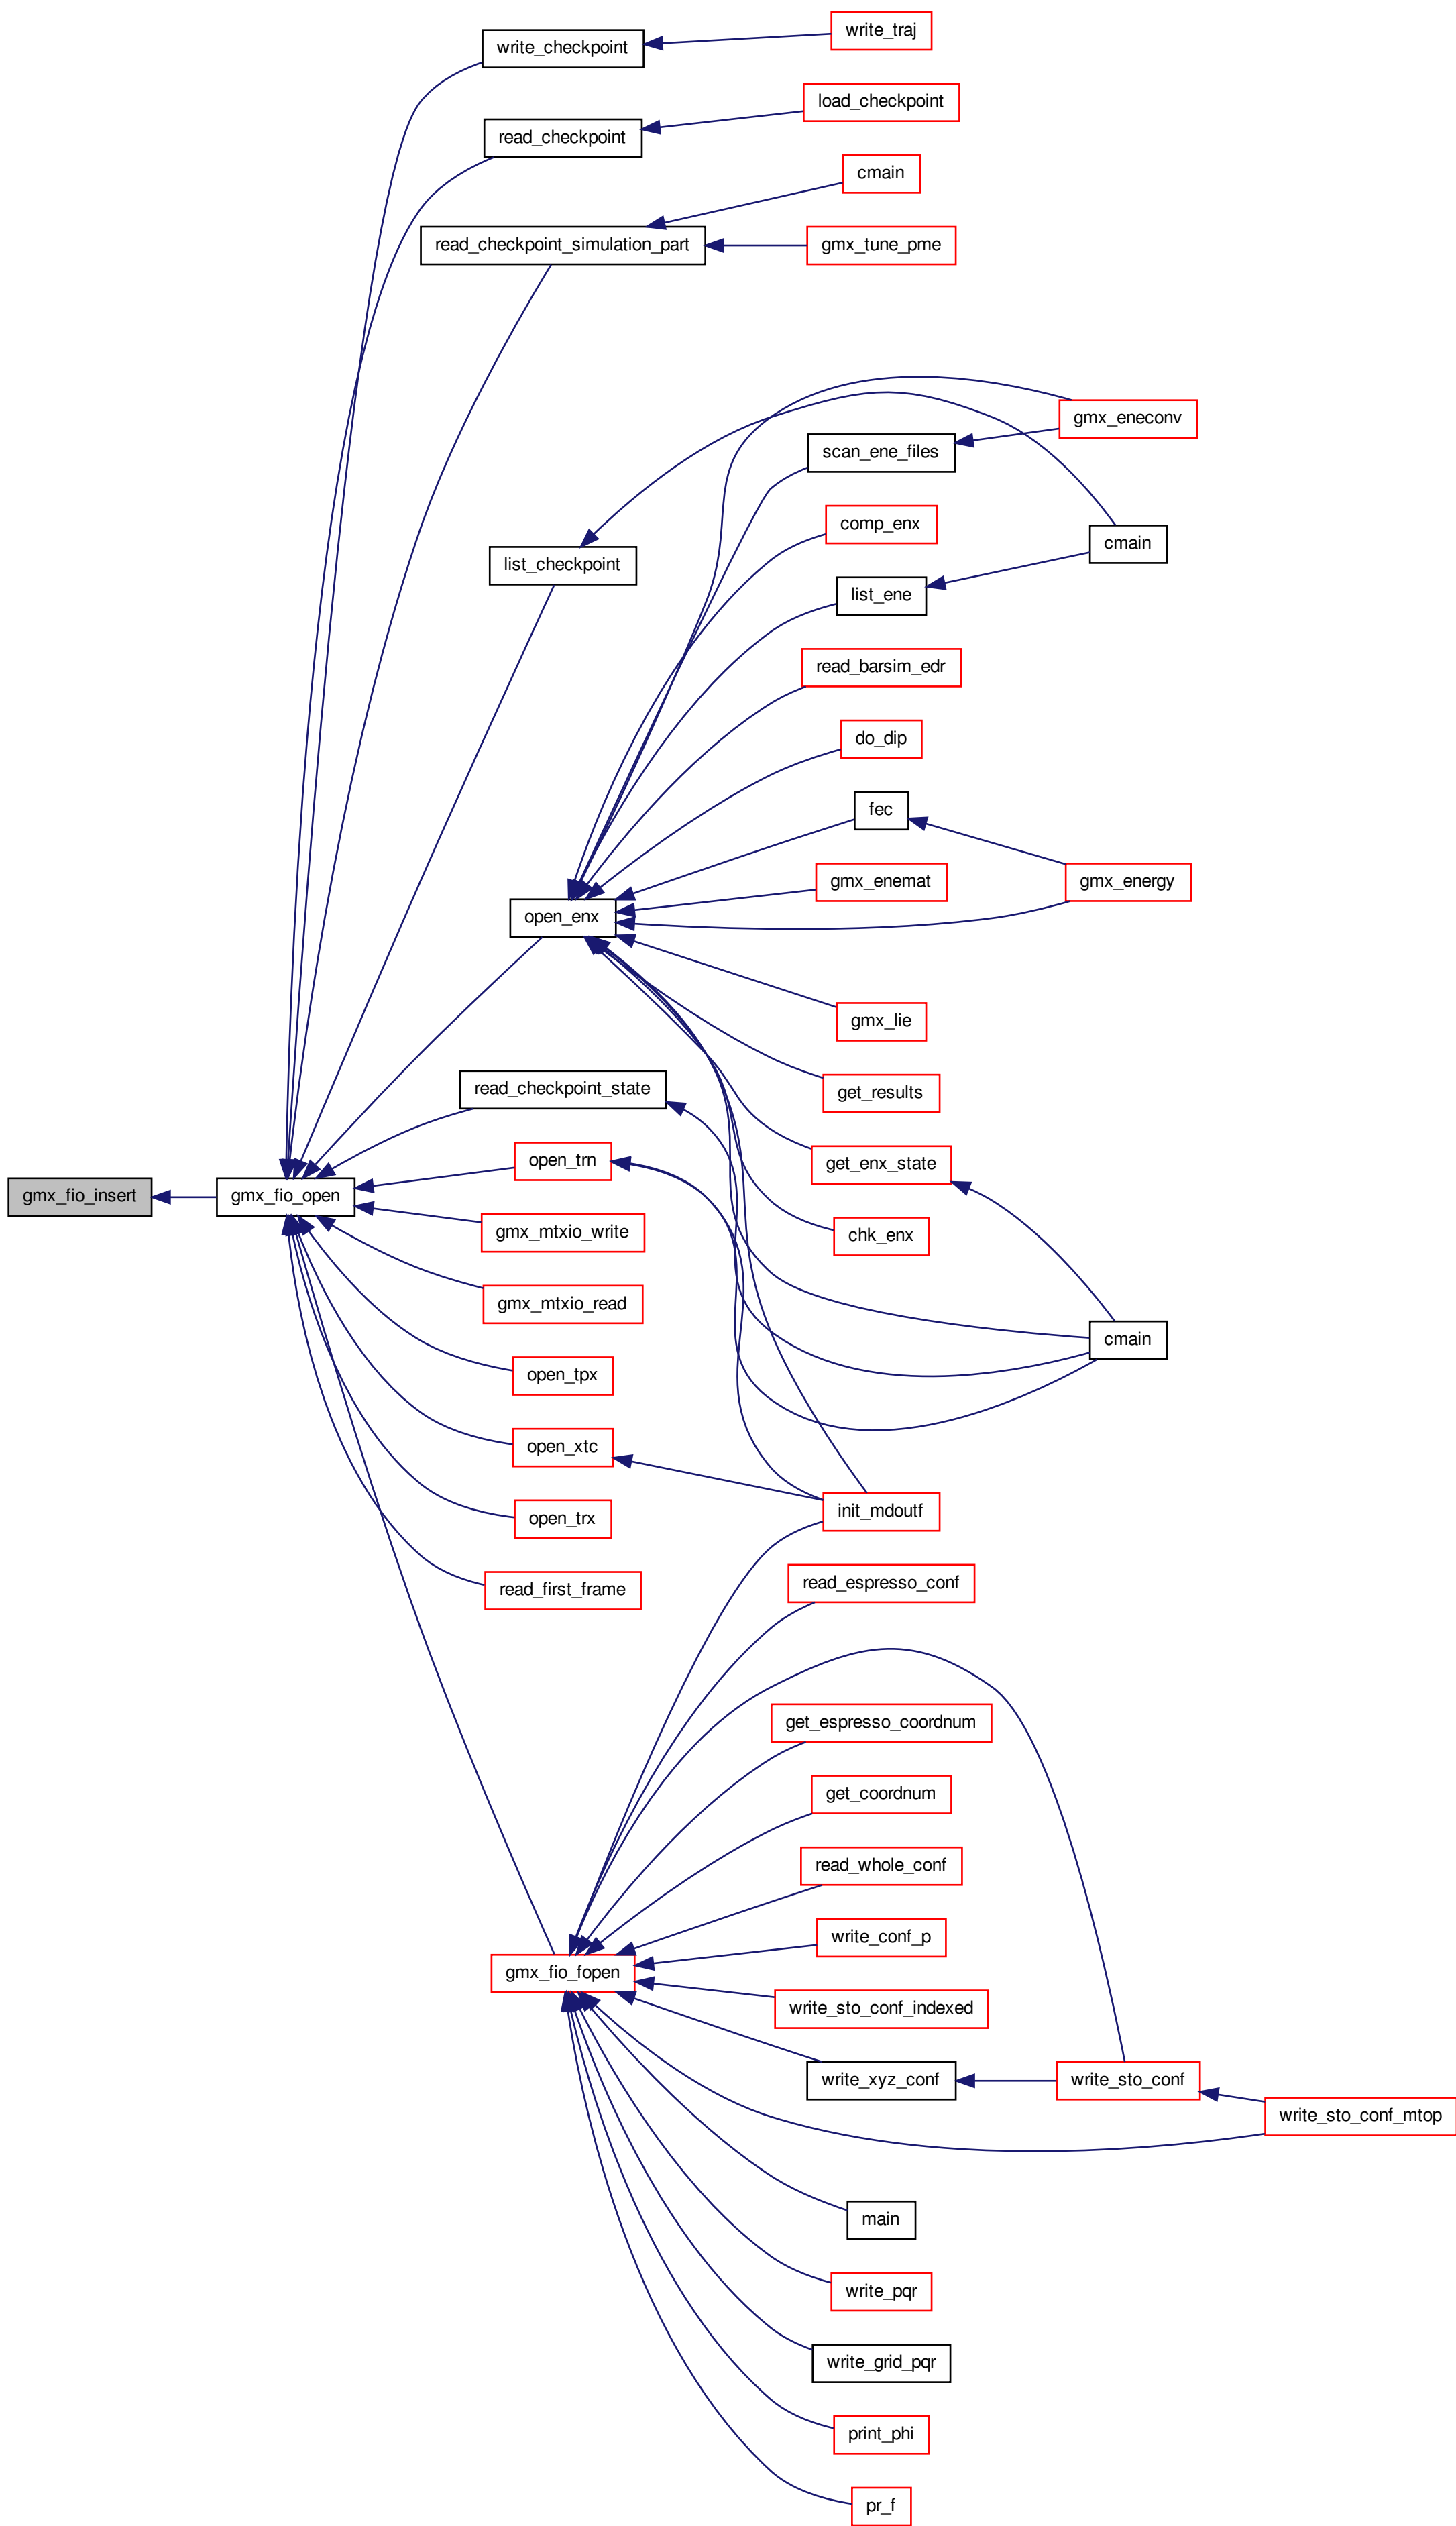 write_traj
write_checkpoint
load_checkpoint
read_checkpoint
cmain
read_checkpoint_simulation_part
gmx_tune_pme
gmx_eneconv
scan_ene_files
comp_enx
cmain
list_checkpoint
list_ene
read_barsim_edr
do_dip
fec
gmx_enemat
gmx_energy
open_enx
gmx_lie
read_checkpoint_state
get_results
open_trn
get_enx_state
gmx_fio_insert
gmx_fio_open
gmx_mtxio_write
chk_enx
gmx_mtxio_read
cmain
open_tpx
open_xtc
init_mdoutf
open_trx
read_first_frame
read_espresso_conf
get_espresso_coordnum
get_coordnum
read_whole_conf
write_conf_p
gmx_fio_fopen
write_sto_conf_indexed
write_xyz_conf
write_sto_conf
write_sto_conf_mtop
main
write_pqr
write_grid_pqr
print_phi
pr_f